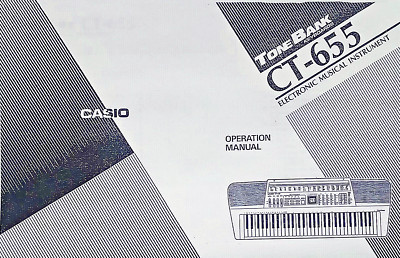 TONE BANK
CT-655
ELECTRONIC MUSICAL INSTRUMENT
CASIO
OPERATION
MANUAL